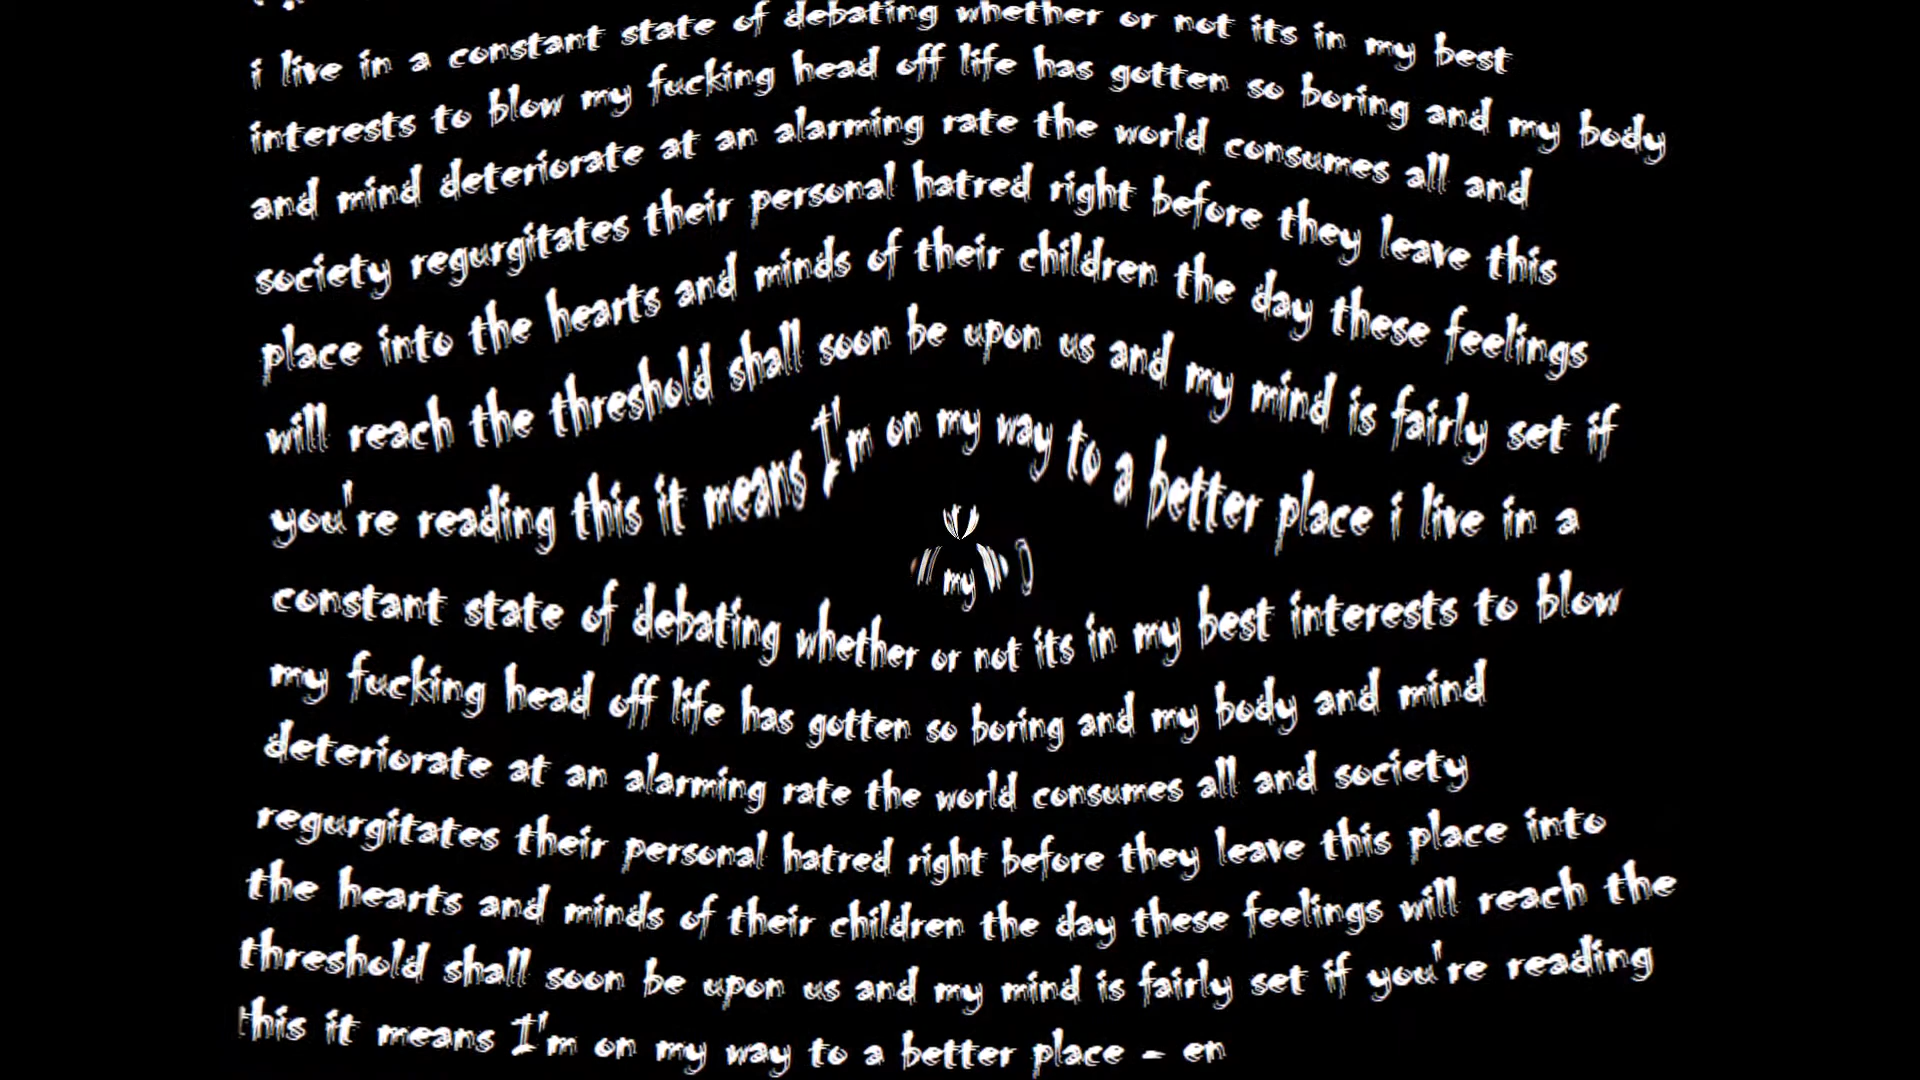 i live in a constant state of debating whether or not its in my best
interests to blow my fucking head off life has gotten so boring and my body
and mind deteriorate at an alarming rate the world consumes all and
society regurgitates their personal hatred right before they leave this
place into the hearts and minds of their children the day these feelings
will reach the threshold shall soon be upon us and my mind is fairly set if
you're reading this it means I'm on my way to a better place i live in a
my
constant state of debating whether or not its in my best interests to blow
my fucking head off life has gotten so boring and my body and mind
deteriorate at an alarming rate the world consumes all and society
regurgitates their personal hatred right before they leave this place into
the hearts and minds of their children the day these feelings will reach the
threshold shall soon be upon us and my mind is fairly set if you're reading
this it means I'm on my way to a better place - en